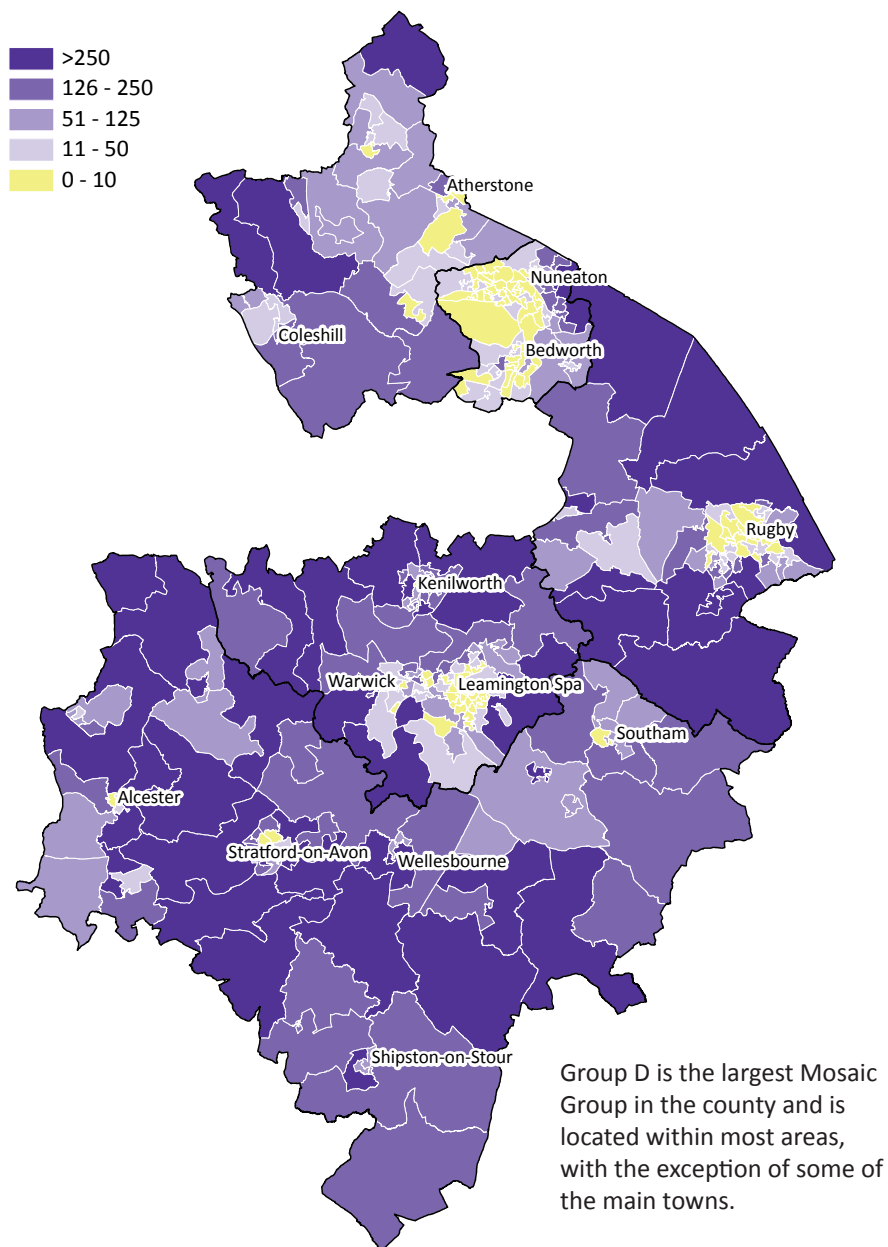 >250
126 - 250
51 - 125
11 - 50
0 - 10
Atherstone
Nuneaton
Coleshill
Bedworth
Rugby
Kenilworth
Warwick
Leamington Spa
Southam
Alcester
Stratford-on-Avon
Wellesbourne
Shipston-on-Stour
Group D is the largest Mosaic
Group in the county and is
located within most areas,
with the exception of some of
the main towns.